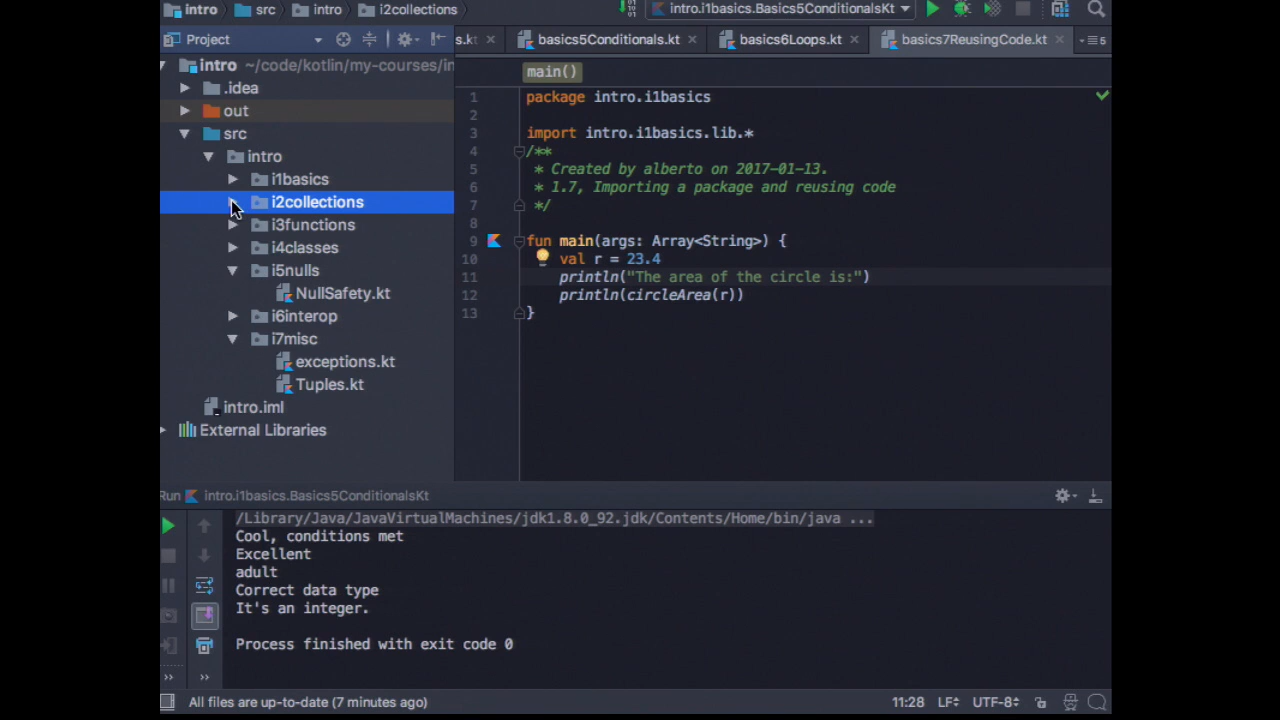 intro src intro i2collections intro.i1basics.Basics5ConditionalsKt
Project s.kt basics5Conditionals.kt basics6Loops.kt basics7ReusingCode.kt 5
intro ~/code/kotlin/my-courses/in
.idea
out
src
intro
i1basics
i2collections
i3functions
i4classes
i5nulls
NullSafety.kt
i6interop
i7misc
exceptions.kt
Tuples.kt
intro.iml
External Libraries
main()
1 package intro.i1basics
2
3 import intro.i1basics.lib.*
4 /**
5 * Created by alberto on 2017-01-13.
6 * 1.7, Importing a package and reusing code
7 */
8
9 fun main(args: Array<String>) {
10 val r = 23.4
11 println("The area of the circle is:")
12 println(circleArea(r))
13 }
Run intro.i1basics.Basics5ConditionalsKt
/Library/Java/JavaVirtualMachines/jdk1.8.0_92.jdk/Contents/Home/bin/java ...
Cool, conditions met
Excellent
adult
Correct data type
It's an integer.
Process finished with exit code 0
All files are up-to-date (7 minutes ago) 11:28 LF UTF-8